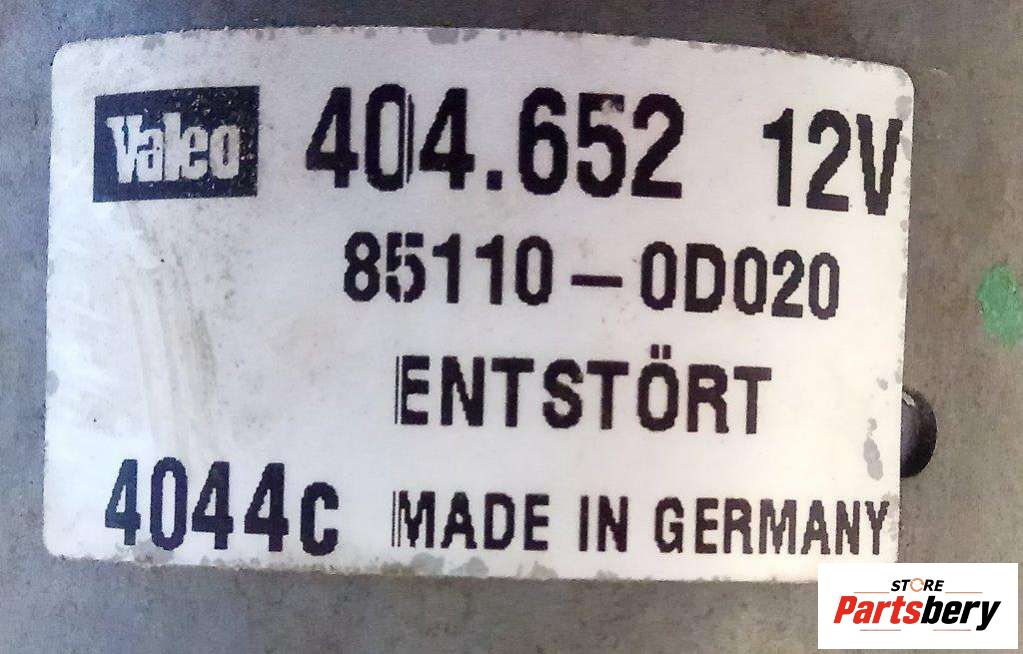 Valeo 404.652 12V
85110-0D020
ENTSTÖRT
4044c MADE IN GERMANY
STORE
Partsbery